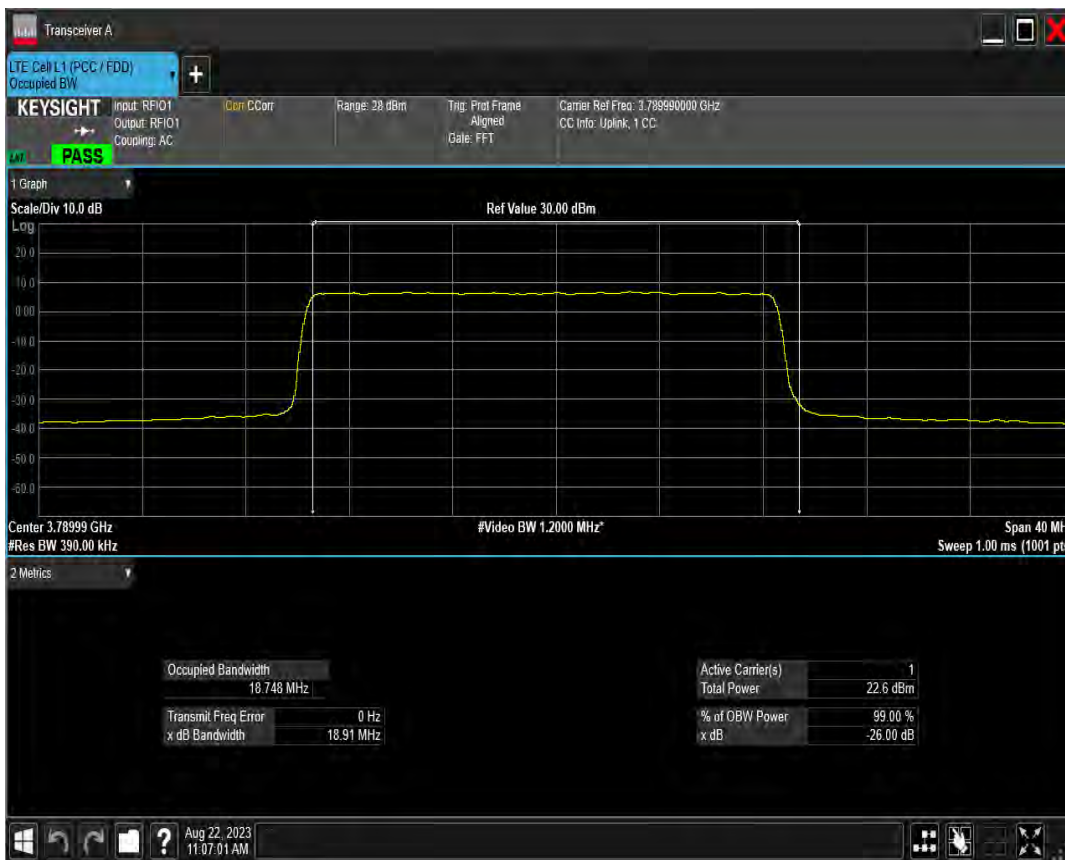 Transceiver A
LTE Cell L1 (PCC / FDD)
Occupied BW
+
KEYSIGHT
PASS
Input: RFIO1
Output: RFIO1
Coupling: AC
Corr CCorr
Range: 28 dBm
Trig: Prot Frame
Aligned
Gate: FFT
Carrier Ref Freq: 3.789990000 GHz
CC Info: Uplink, 1 CC
1 Graph
Scale/Div 10.0 dB
Ref Value 30.00 dBm
Log
20.0
10.0
0.00
-10.0
-20.0
-30.0
-40.0
-50.0
-60.0
Center 3.78999 GHz
#Video BW 1.2000 MHz*
Span 40 MH
#Res BW 390.00 kHz
Sweep 1.00 ms (1001 pt
2 Metrics
Occupied Bandwidth
18.748 MHz
Transmit Freq Error 0 Hz
x dB Bandwidth 18.91 MHz
Active Carrier(s) 1
Total Power 22.6 dBm
% of OBW Power 99.00 %
x dB -26.00 dB
?
Aug 22, 2023
11:07:01 AM